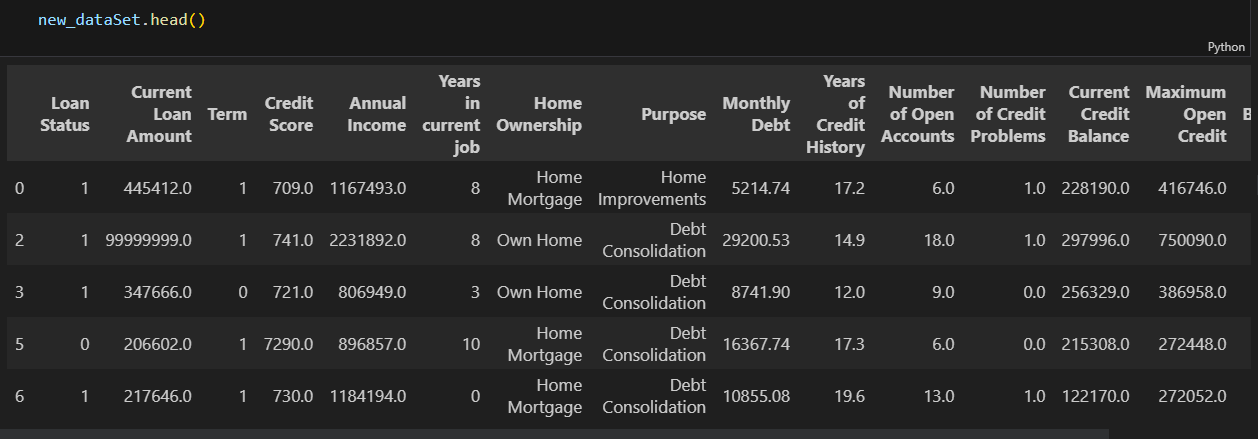 new_dataSet.head()
Python
Loan Status Current Loan Amount Term Credit Score Annual Income Years in current job Home Ownership Purpose Monthly Debt Years of Credit History Number of Open Accounts Number of Credit Problems Current Credit Balance Maximum Open Credit
0 1 445412.0 1 709.0 1167493.0 8 Home Mortgage Home Improvements 5214.74 17.2 6.0 1.0 228190.0 416746.0
2 1 99999999.0 1 741.0 2231892.0 8 Own Home Debt Consolidation 29200.53 14.9 18.0 1.0 297996.0 750090.0
3 1 347666.0 0 721.0 806949.0 3 Own Home Debt Consolidation 8741.90 12.0 9.0 0.0 256329.0 386958.0
5 0 206602.0 1 7290.0 896857.0 10 Home Mortgage Debt Consolidation 16367.74 17.3 6.0 0.0 215308.0 272448.0
6 1 217646.0 1 730.0 1184194.0 0 Home Mortgage Debt Consolidation 10855.08 19.6 13.0 1.0 122170.0 272052.0